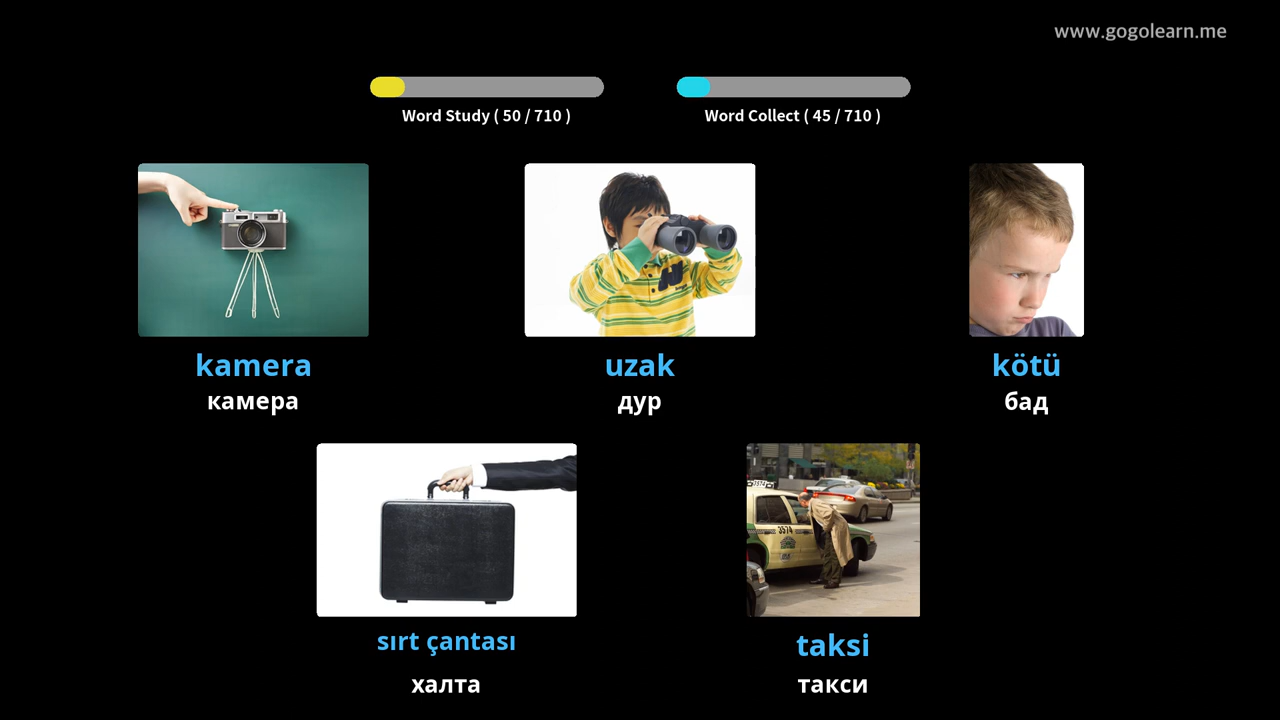 www.gogolearn.me
Word Study ( 50 / 710 )
Word Collect ( 45 / 710 )
kamera
камера
uzak
дур
kötü
бад
sırt çantası
халта
3574
taksi
такси